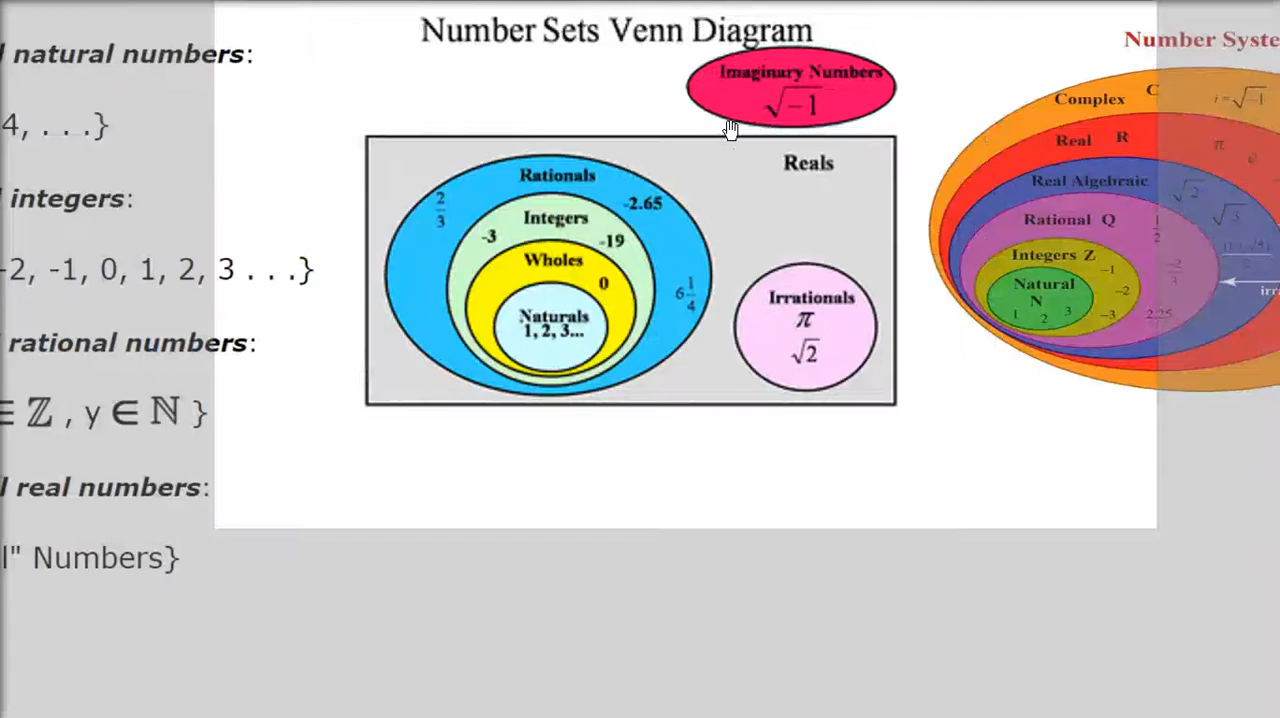 natural numbers:
4, . . .}
integers:
-2, -1, 0, 1, 2, 3 . . .}
rational numbers:
∈ ℤ , y ∈ ℕ }
real numbers:
l" Numbers}
Number Sets Venn Diagram
Imaginary Numbers
√-1
Reals
Rationals
2/3
-2.65
Integers
-3
-19
Wholes
0
6 1/4
Naturals
1, 2, 3...
Irrationals
π
√2
Number Syste
Complex C
i = √-1
Real R
π
Real Algebraic
√2
√3
Rational Q
1/2
Integers Z
-1
-2
-2/3
-3
2.25
Natural
N
1 2 3
irr